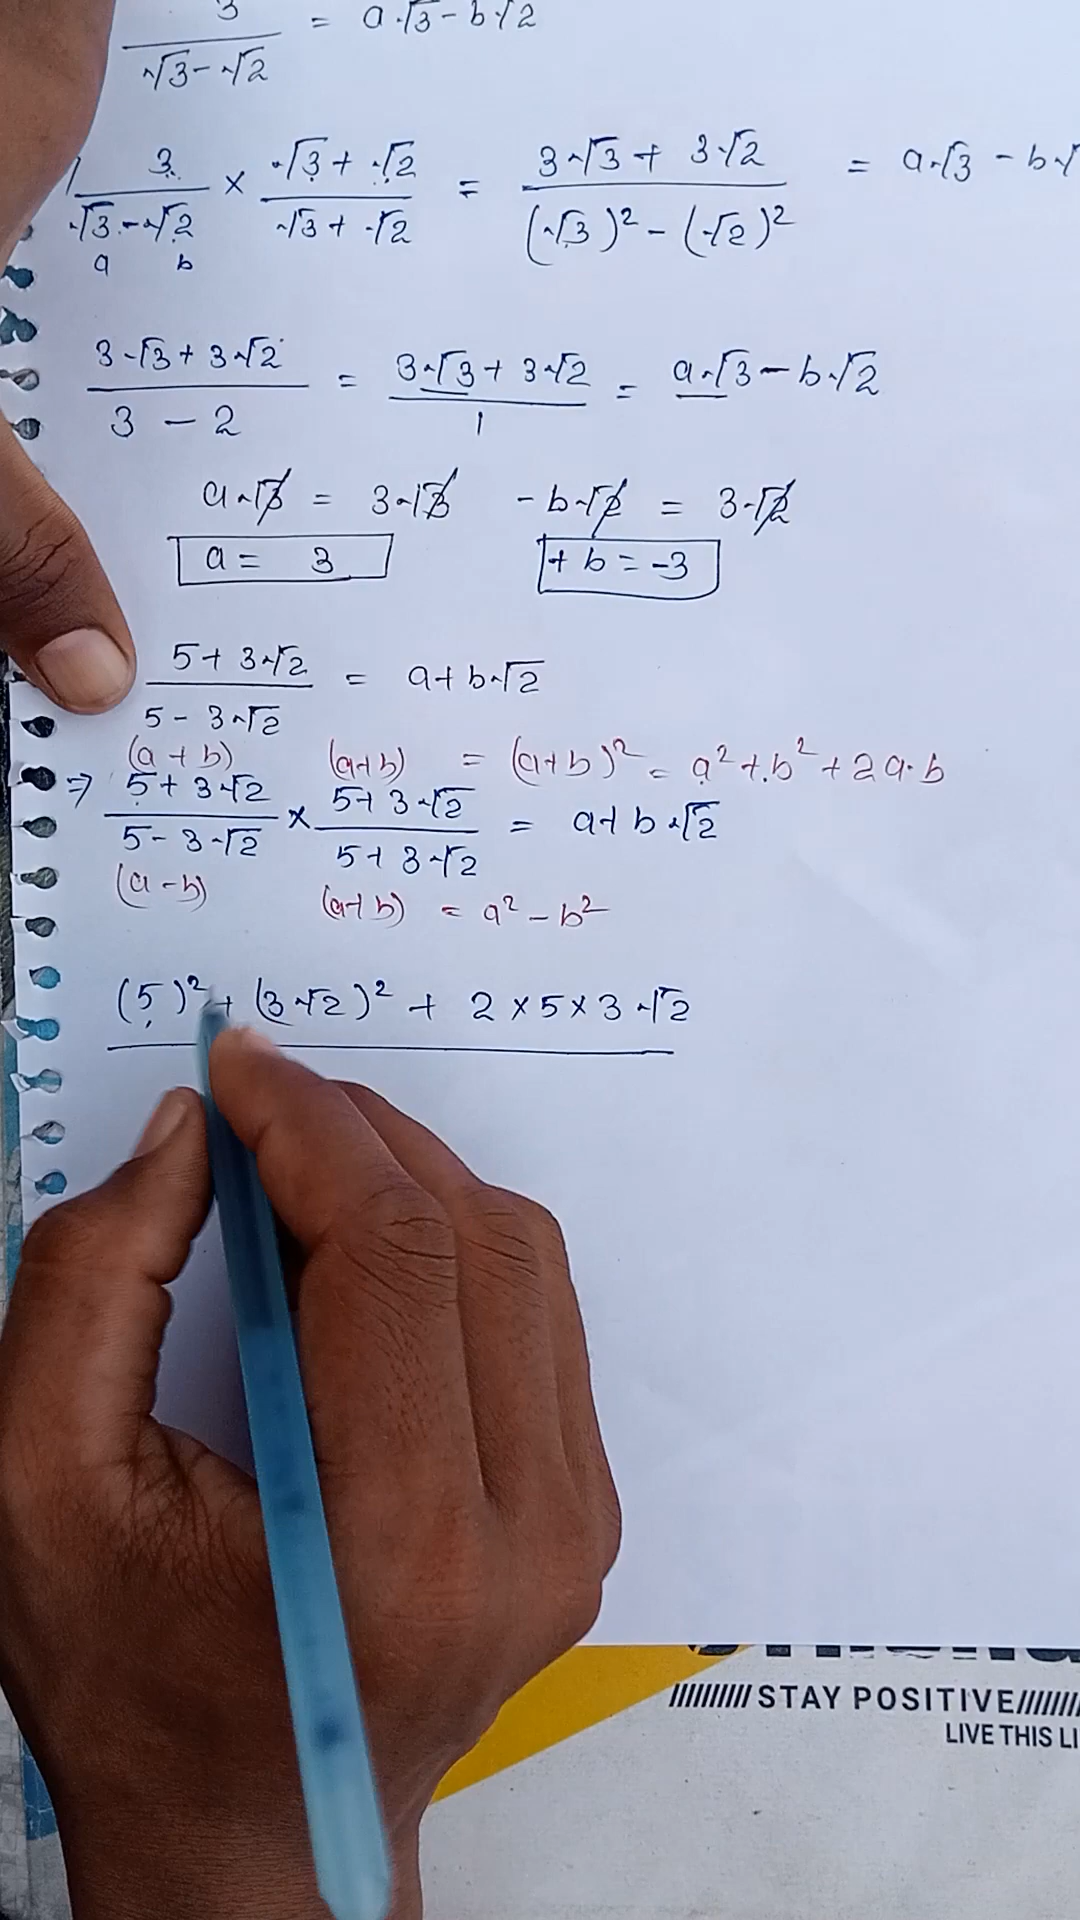 3/(√3-√2) = a√3-b√2
3/(√3-√2) × (√3+√2)/(√3+√2) = (3√3+3√2)/((√3)²-(√2)²) = a√3 - b√
a b
(3√3+3√2)/(3-2) = (3√3+3√2)/1 = a√3-b√2
a√3 = 3√3 -b√2 = 3√2
a = 3 + b = -3
(5+3√2)/(5-3√2) = a+b√2
(a+b) (a+b) = (a+b)² = a²+b²+2a·b
⇒ (5+3√2)/(5-3√2) × (5+3√2)/(5+3√2) = a+b√2
(a-b) (a+b) = a²-b²
(5)²+(3√2)²+2×5×3√2
STAY POSITIVE
LIVE THIS LI